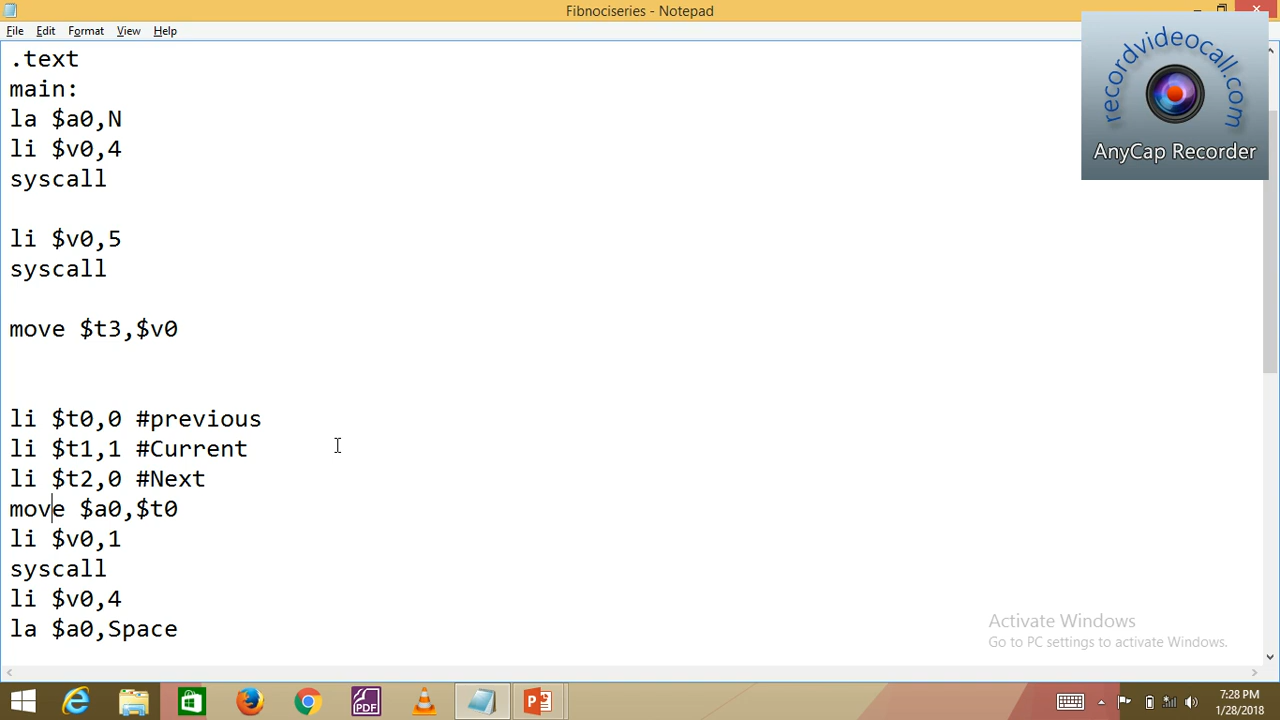 Fibnociseries - Notepad
File Edit Format View Help
.text
main:
la $a0,N
li $v0,4
syscall
li $v0,5
syscall
move $t3,$v0
li $t0,0 #previous
li $t1,1 #Current
li $t2,0 #Next
move $a0,$t0
li $v0,1
syscall
li $v0,4
la $a0,Space
recordvideocall.com
AnyCap Recorder
Activate Windows
Go to PC settings to activate Windows.
PDF
7:28 PM
1/28/2018